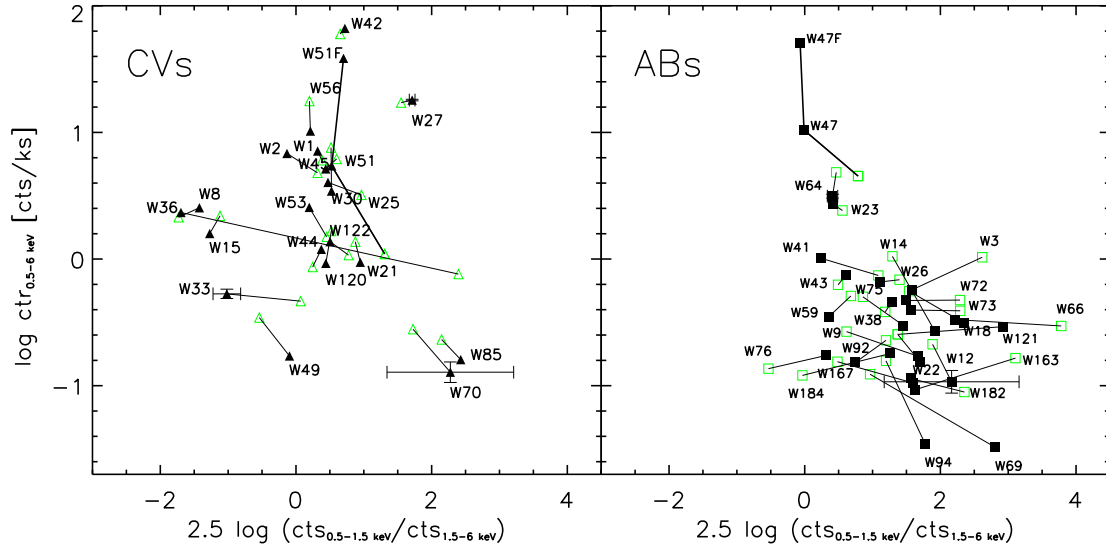 CVs
W42
W51F
W56
W27
W2
W1
W45
W51
W36
W8
W53
W30
W25
W15
W44
W122
W33
W120
W21
W49
W85
W70
2
1
0
−1
−2
0
2
4
log ctr0.5−6 keV [cts/ks]
2.5 log (cts0.5−1.5 keV/cts1.5−6 keV)
ABs
W47F
W47
W64
W23
W41
W14
W3
W43
W26
W75
W72
W59
W73
W66
W38
W9
W18
W121
W92
W12
W76
W163
W22
W167
W184
W182
W94
W69
−2
0
2
4
2.5 log (cts0.5−1.5 keV/cts1.5−6 keV)